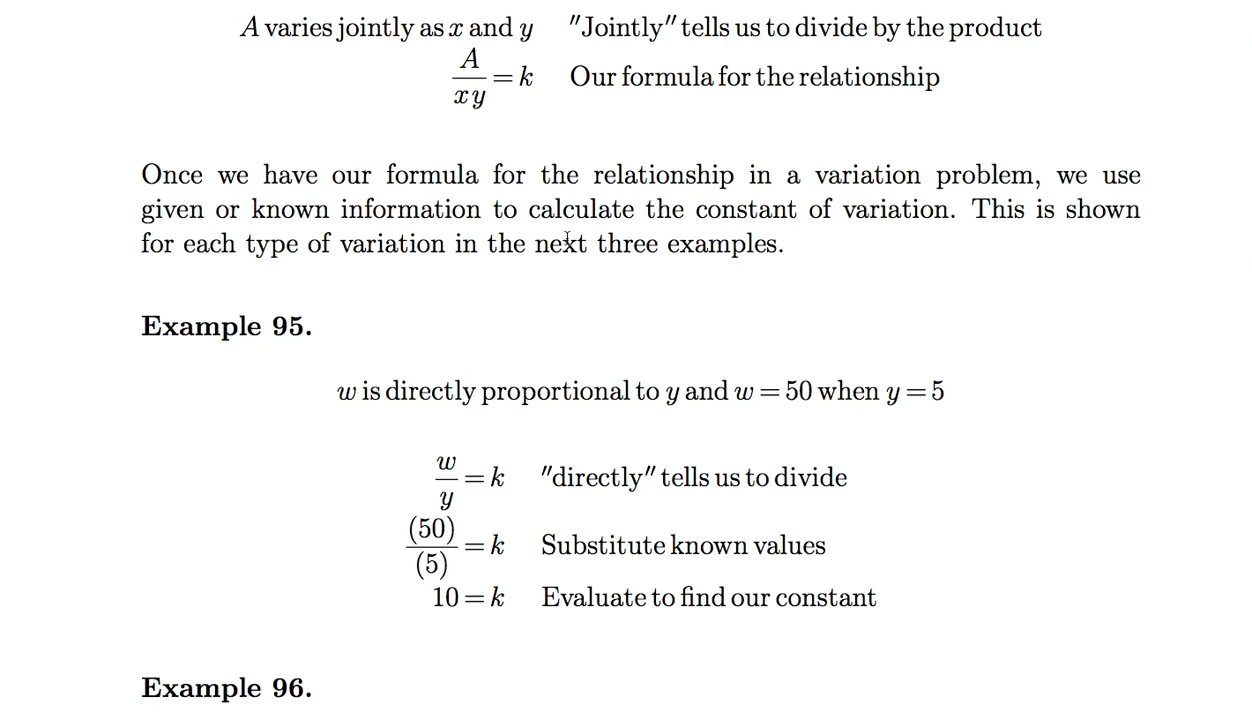 A varies jointly as x and y "Jointly" tells us to divide by the product
A/xy = k Our formula for the relationship
Once we have our formula for the relationship in a variation problem, we use
given or known information to calculate the constant of variation. This is shown
for each type of variation in the next three examples.
Example 95.
w is directly proportional to y and w = 50 when y = 5
w/y = k "directly" tells us to divide
(50)/(5) = k Substitute known values
10 = k Evaluate to find our constant
Example 96.